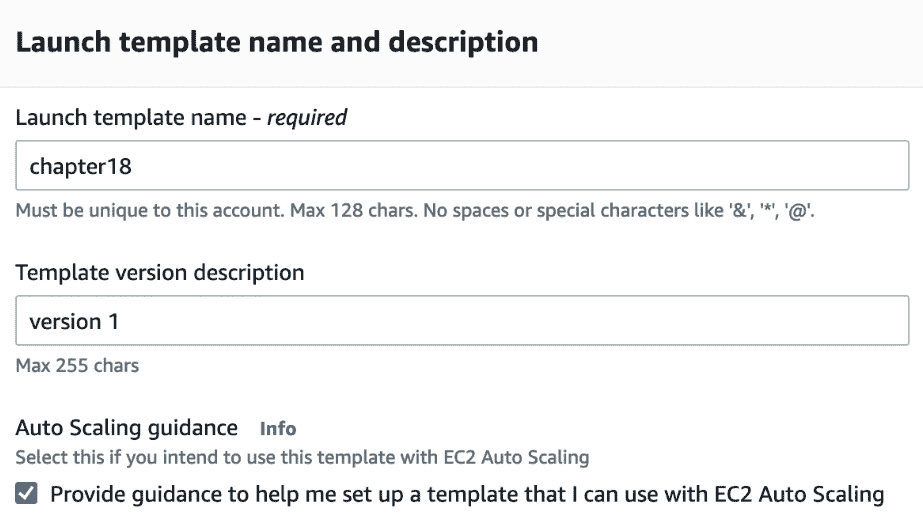 Launch template name and description
Launch template name - required
chapter18
Must be unique to this account. Max 128 chars. No spaces or special characters like '&', '*', '@'.
Template version description
version 1
Max 255 chars
Auto Scaling guidance Info
Select this if you intend to use this template with EC2 Auto Scaling
Provide guidance to help me set up a template that I can use with EC2 Auto Scaling